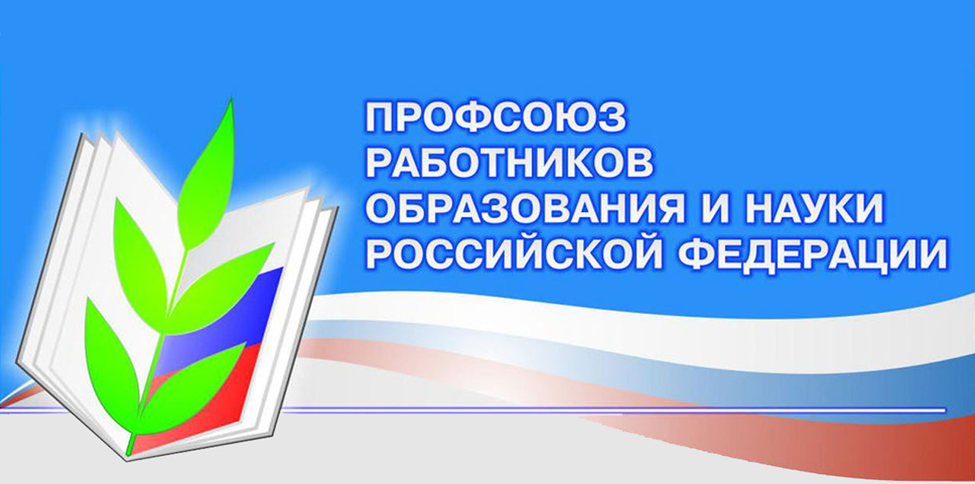 ПРОФСОЮЗ
РАБОТНИКОВ
ОБРАЗОВАНИЯ И НАУКИ
РОССИЙСКОЙ ФЕДЕРАЦИИ